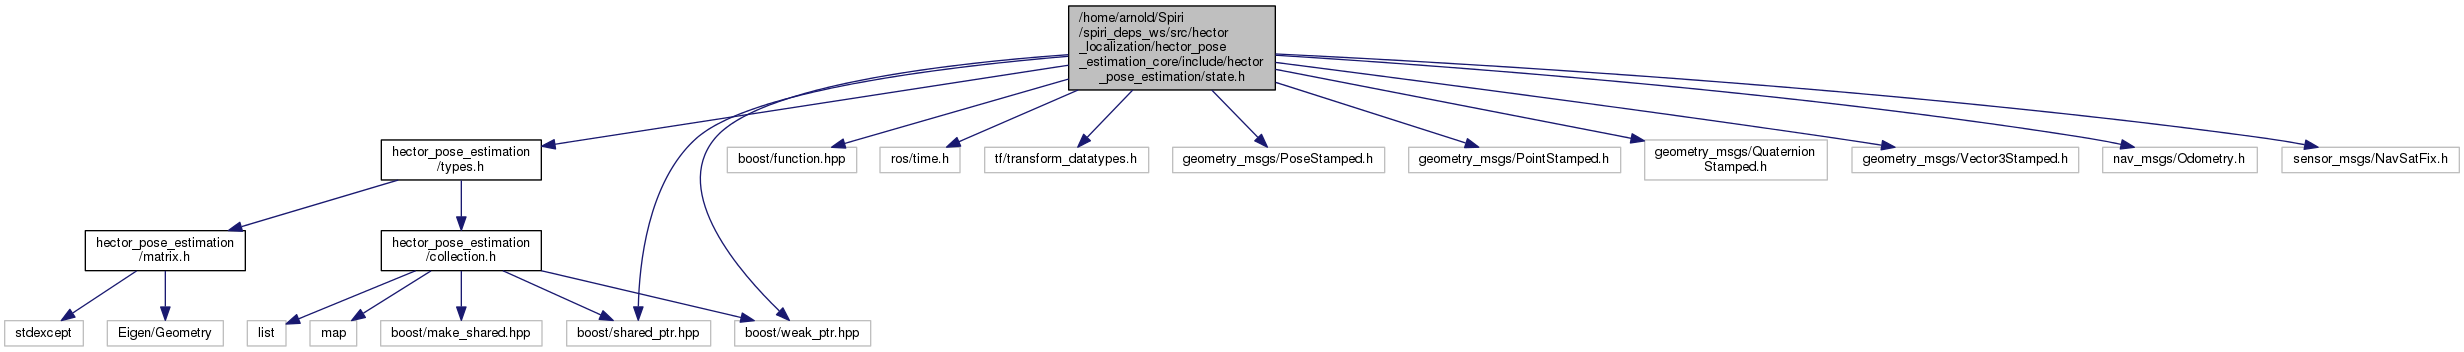 /home/arnold/Spiri
/spiri_deps_ws/src/hector
_localization/hector_pose
_estimation_core/include/hector
_pose_estimation/state.h
hector_pose_estimation
/types.h
boost/function.hpp
ros/time.h
tf/transform_datatypes.h
geometry_msgs/PoseStamped.h
geometry_msgs/PointStamped.h
geometry_msgs/Quaternion
Stamped.h
geometry_msgs/Vector3Stamped.h
nav_msgs/Odometry.h
sensor_msgs/NavSatFix.h
hector_pose_estimation
/matrix.h
hector_pose_estimation
/collection.h
stdexcept
Eigen/Geometry
list
map
boost/make_shared.hpp
boost/shared_ptr.hpp
boost/weak_ptr.hpp